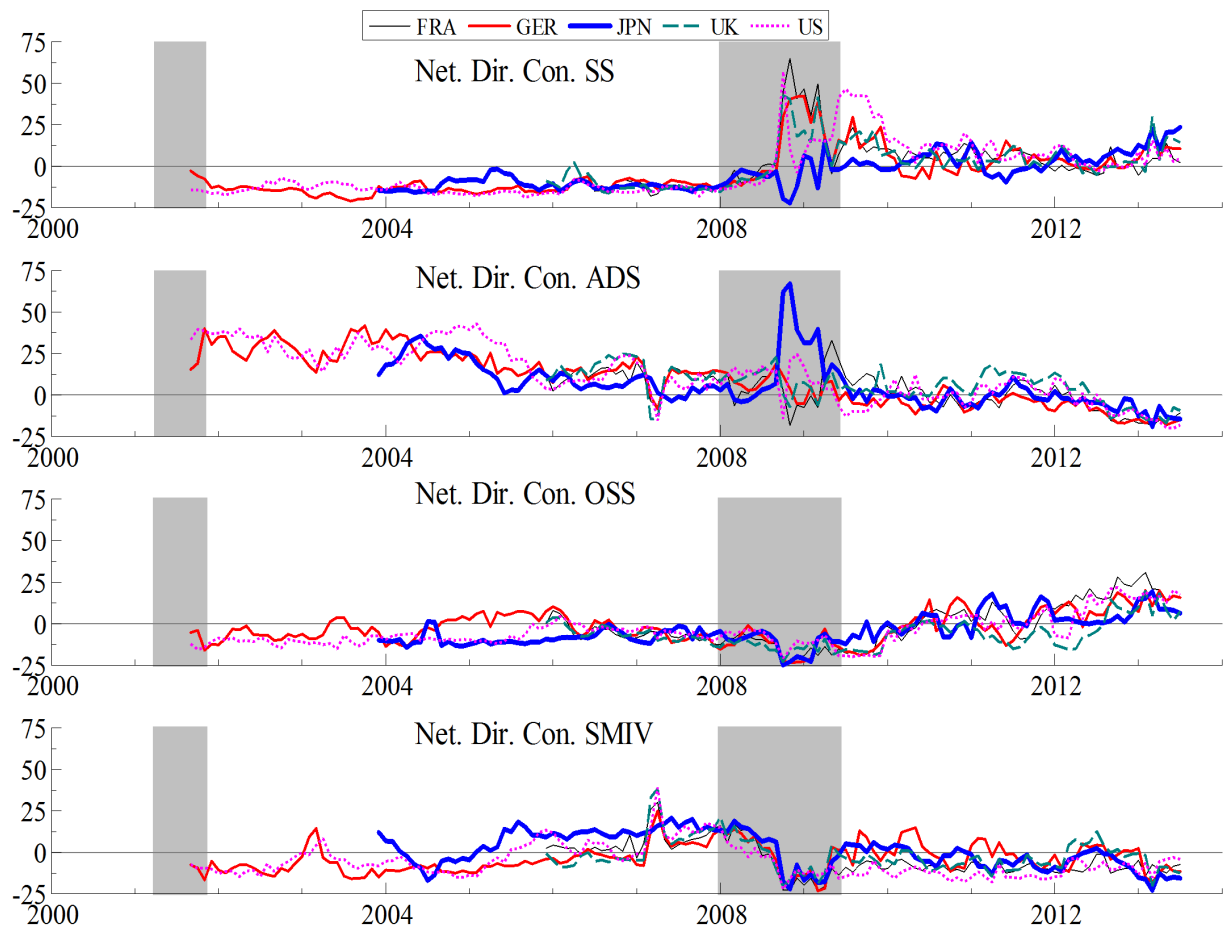 FRA GER JPN UK US
75
Net. Dir. Con. SS
50
25
0
-25
2000 2004 2008 2012
75
Net. Dir. Con. ADS
50
25
0
-25
2000 2004 2008 2012
Net. Dir. Con. OSS
75
50
25
0
-25
2000 2004 2008 2012
75
Net. Dir. Con. SMIV
50
25
0
-25
2000 2004 2008 2012